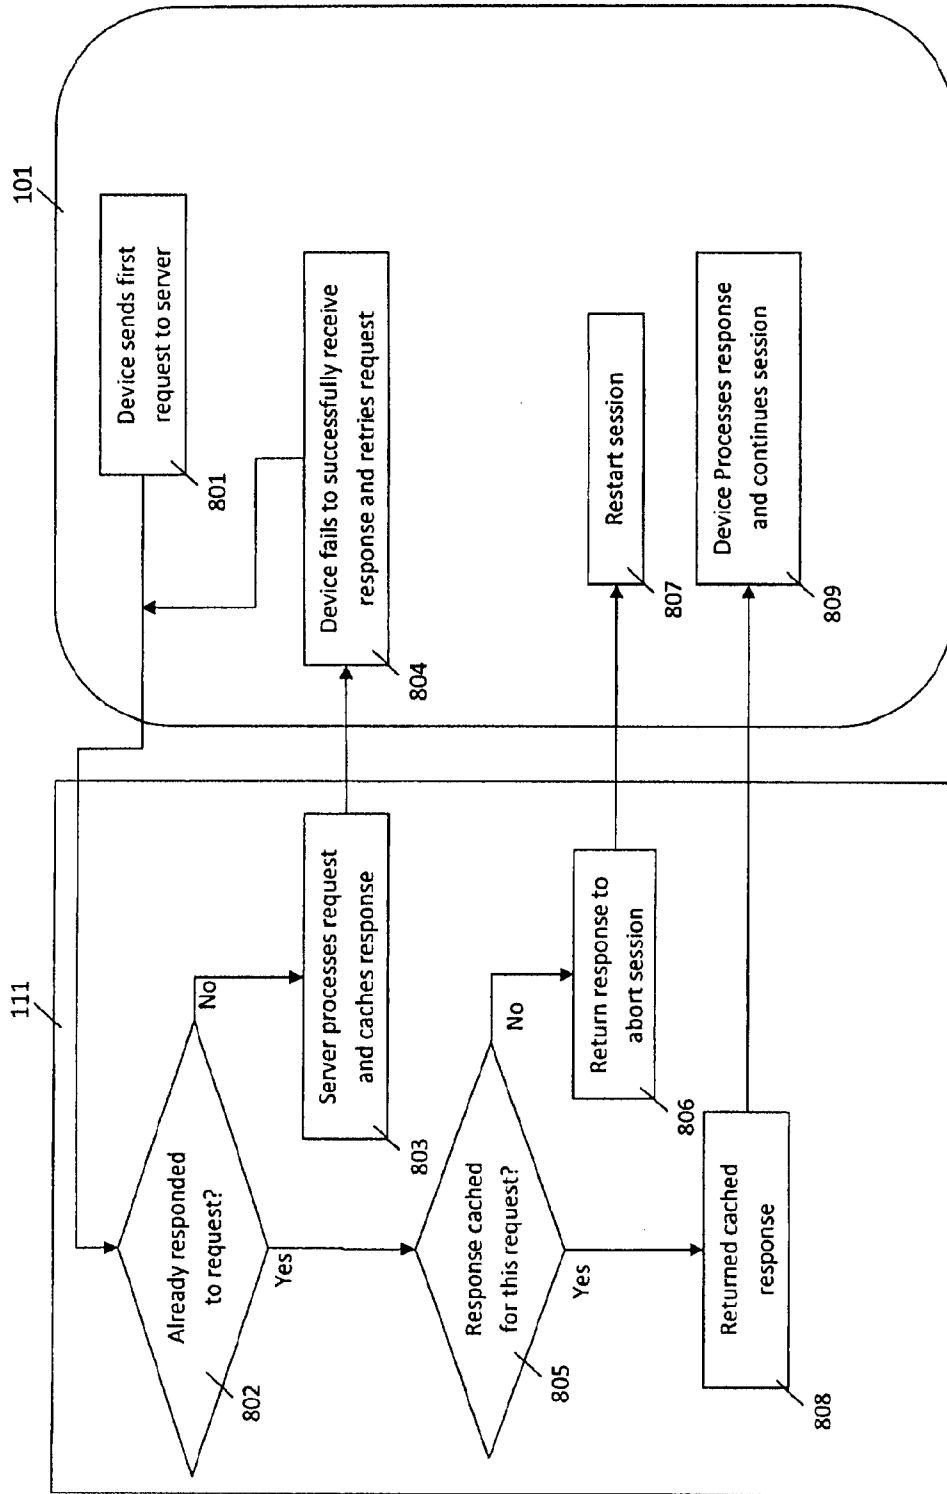 111
101
Device sends first
request to server
801
Already responded
to request?
802
No
Yes
Server processes request
and caches response
803
Device fails to successfully receive
response and retries request
804
Response cached
for this request?
805
No
Yes
Return response to
abort session
806
Restart session
807
Returned cached
response
808
Device Processes response
and continues session
809